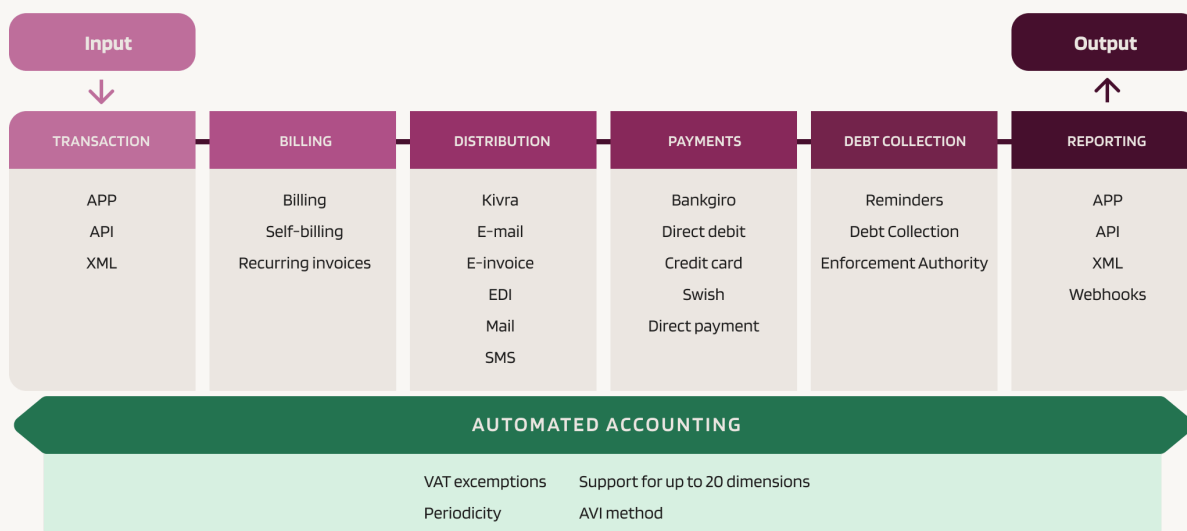 Input
Output
TRANSACTION
BILLING
DISTRIBUTION
PAYMENTS
DEBT COLLECTION
REPORTING
APP
API
XML
Billing
Self-billing
Recurring invoices
Kivra
E-mail
E-invoice
EDI
Mail
SMS
Bankgiro
Direct debit
Credit card
Swish
Direct payment
Reminders
Debt Collection
Enforcement Authority
APP
API
XML
Webhooks
AUTOMATED ACCOUNTING
VAT excemptions
Support for up to 20 dimensions
Periodicity
AVI method